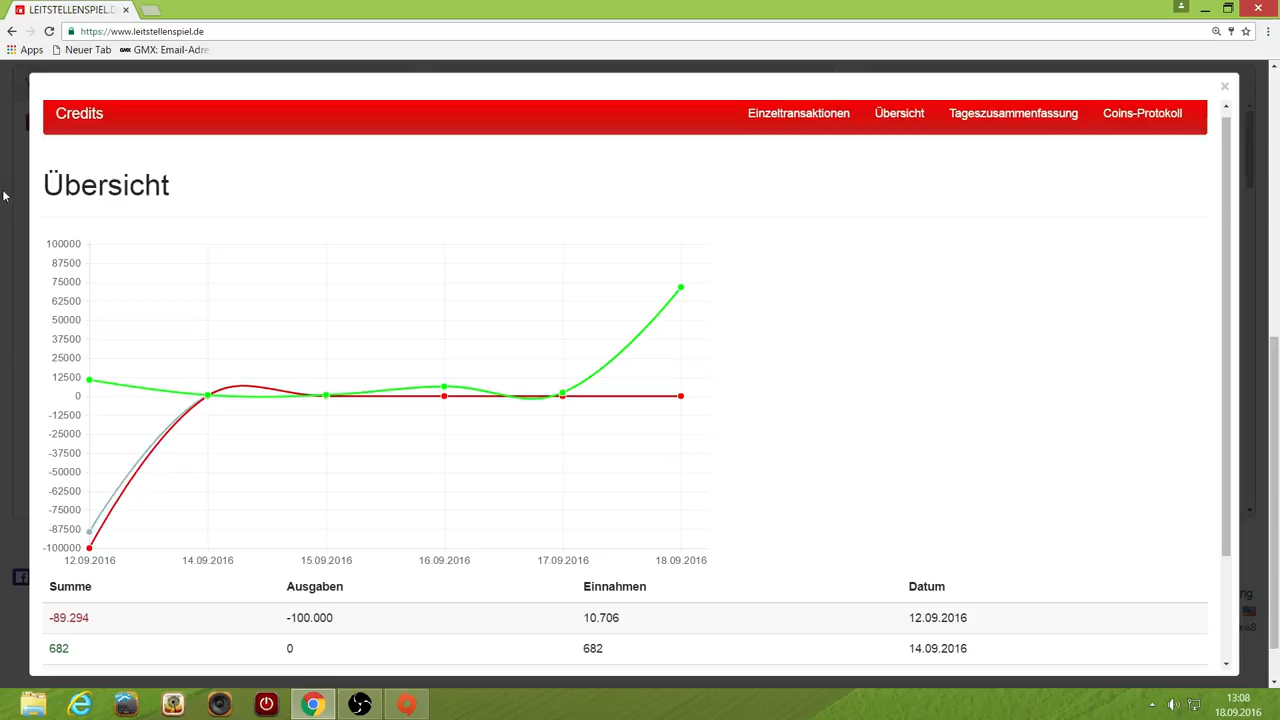 LEITSTELLENSPIEL.D
https://www.leitstellenspiel.de
Apps Neuer Tab GMX GMX: Email-Adre
Credits Einzeltransaktionen Übersicht Tageszusammenfassung Coins-Protokoll
Übersicht
100000
87500
75000
62500
50000
37500
25000
12500
0
-12500
-25000
-37500
-50000
-62500
-75000
-87500
-100000
12.09.2016 14.09.2016 15.09.2016 16.09.2016 17.09.2016 18.09.2016
Summe Ausgaben Einnahmen Datum
-89.294 -100.000 10.706 12.09.2016
682 0 682 14.09.2016
13:08
18.09.2016